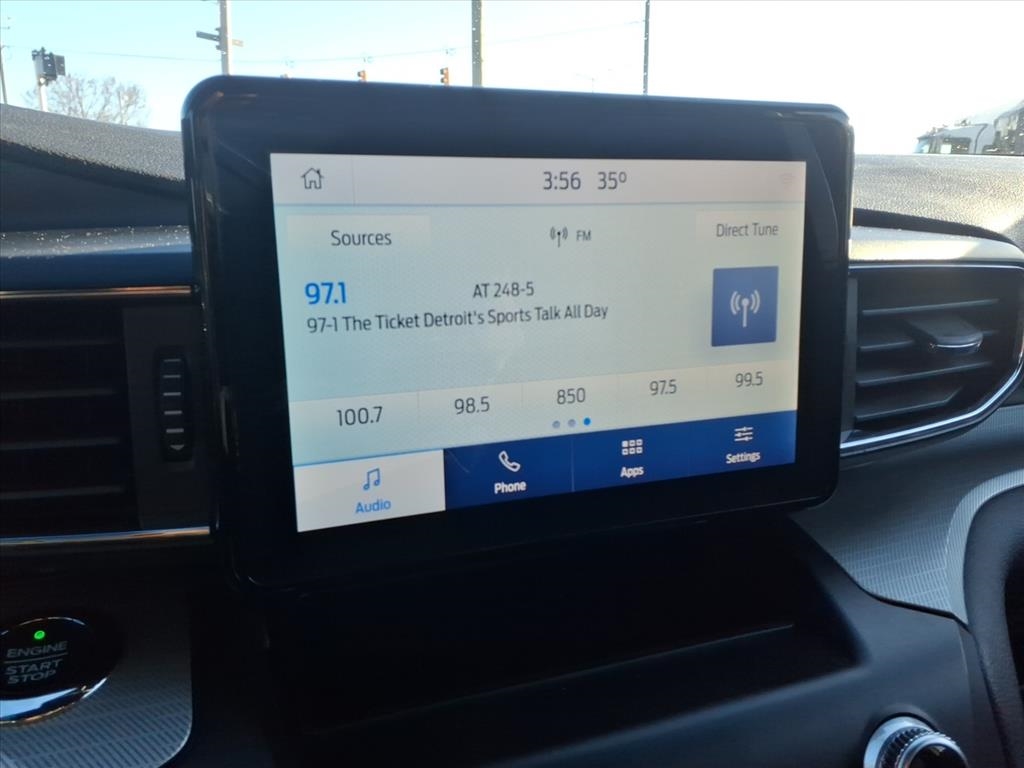 3:56 35°
Sources
FM
Direct Tune
97.1
AT 248-5
97-1 The Ticket Detroit's Sports Talk All Day
100.7
98.5
850
97.5
99.5
Audio
Phone
Apps
Settings
ENGINE
START
STOP